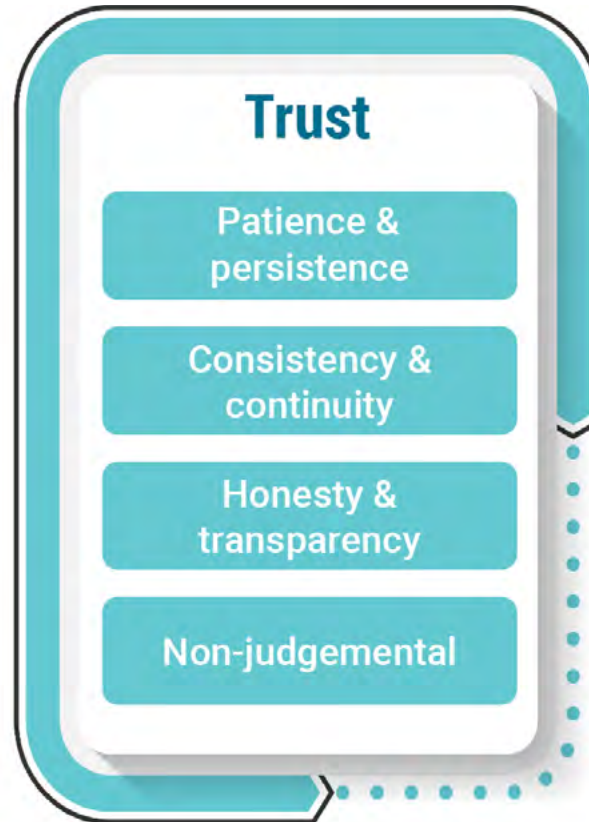 Trust
Patience &
persistence
Consistency &
continuity
Honesty &
transparency
Non-judgemental